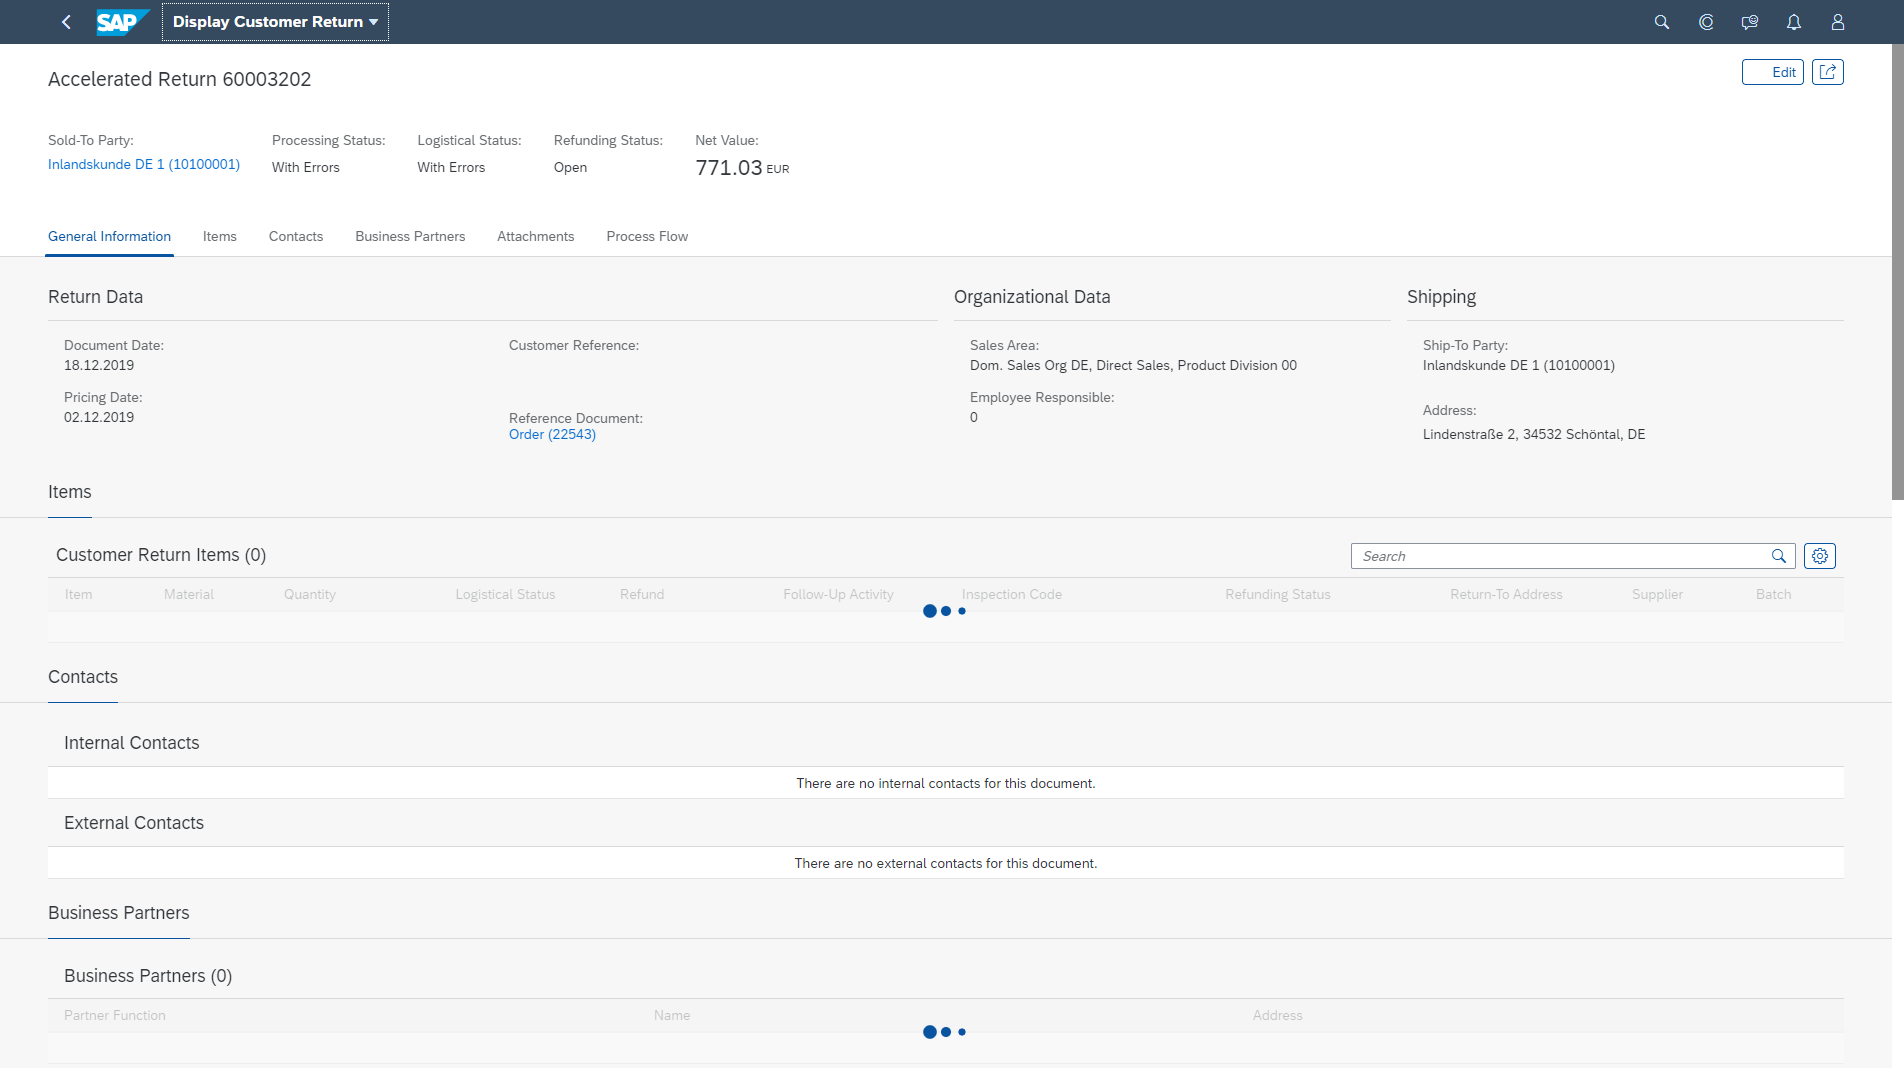 SAP Display Customer Return
Accelerated Return 60003202
Edit
Sold-To Party: Processing Status: Logistical Status: Refunding Status: Net Value:
Inlandskunde DE 1 (10100001) With Errors With Errors Open 771.03 EUR
General Information Items Contacts Business Partners Attachments Process Flow
Return Data Organizational Data Shipping
Document Date: Customer Reference: Sales Area: Ship-To Party:
18.12.2019 Dom. Sales Org DE, Direct Sales, Product Division 00 Inlandskunde DE 1 (10100001)
Pricing Date: Employee Responsible:
02.12.2019 0
Reference Document: Address:
Order (22543) Lindenstraße 2, 34532 Schöntal, DE
Items
Customer Return Items (0) Search
Item Material Quantity Logistical Status Refund Follow-Up Activity Inspection Code Refunding Status Return-To Address Supplier Batch
Contacts
Internal Contacts
There are no internal contacts for this document.
External Contacts
There are no external contacts for this document.
Business Partners
Business Partners (0)
Partner Function Name Address